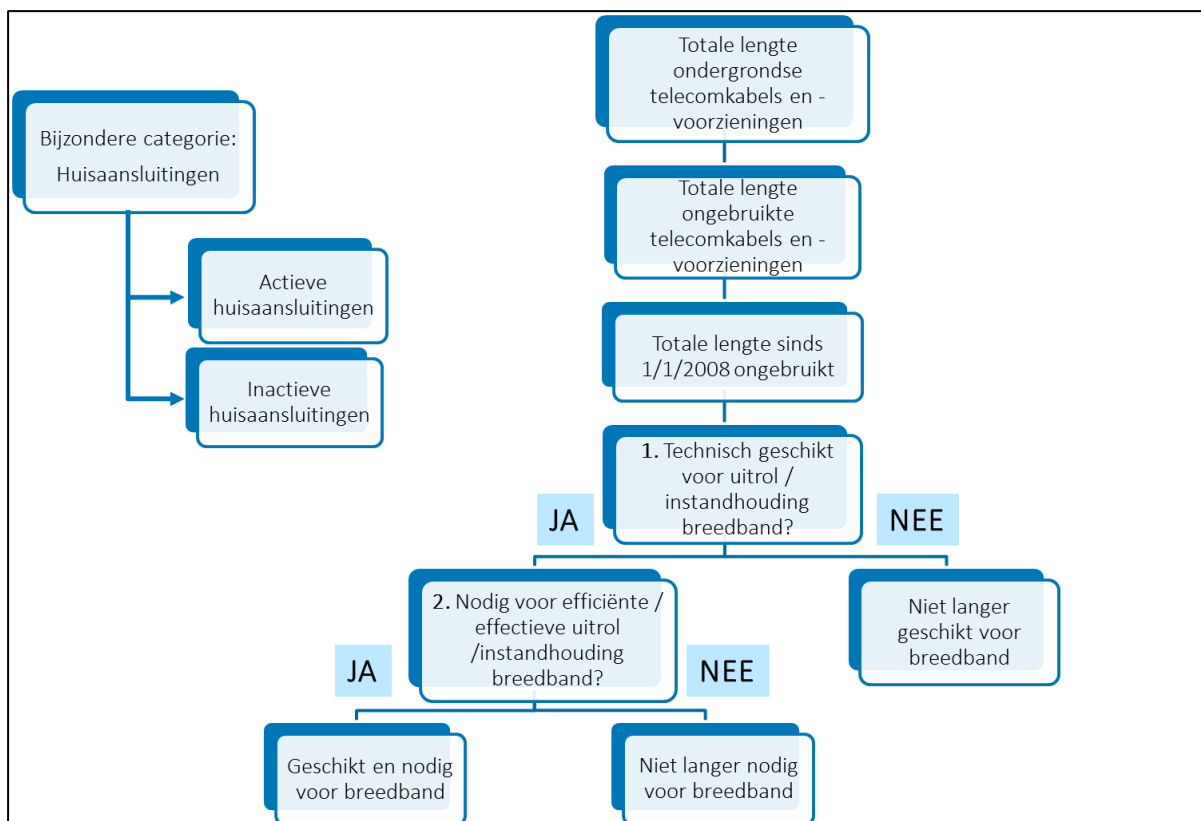 Totale lengte
ondergrondse
telecomkabels en -
voorzieningen
Bijzondere categorie:
Huisaansluitingen
Totale lengte
ongebruikte
telecomkabels en -
voorzieningen
Actieve
huisaansluitingen
Inactieve
huisaansluitingen
Totale lengte sinds
1/1/2008 ongebruikt
1. Technisch geschikt
voor uitrol /
instandhouding
breedband?
JA
NEE
2. Nodig voor efficiënte /
effectieve uitrol
/instandhouding
breedband?
Niet langer
geschikt voor
breedband
JA
NEE
Geschikt en nodig
voor breedband
Niet langer nodig
voor breedband